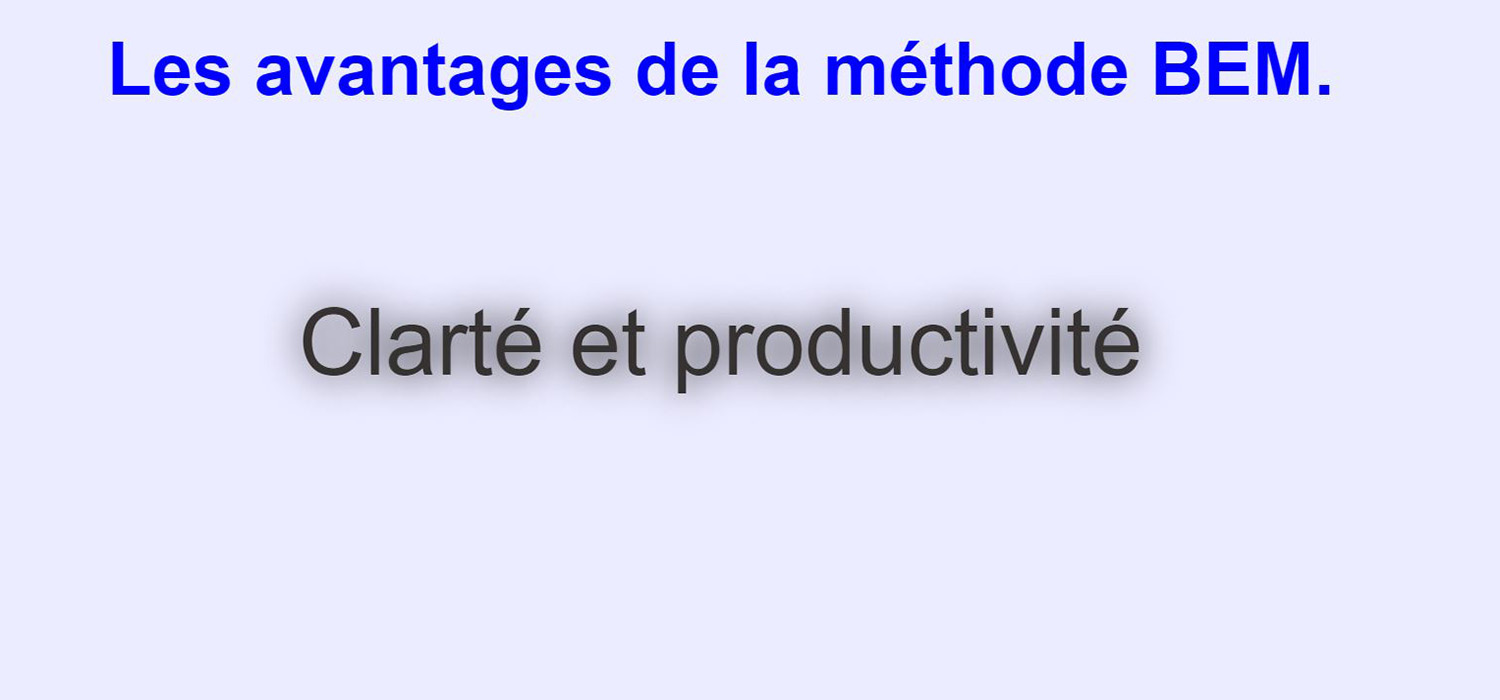 Les avantages de la méthode BEM.
Clarté et productivité